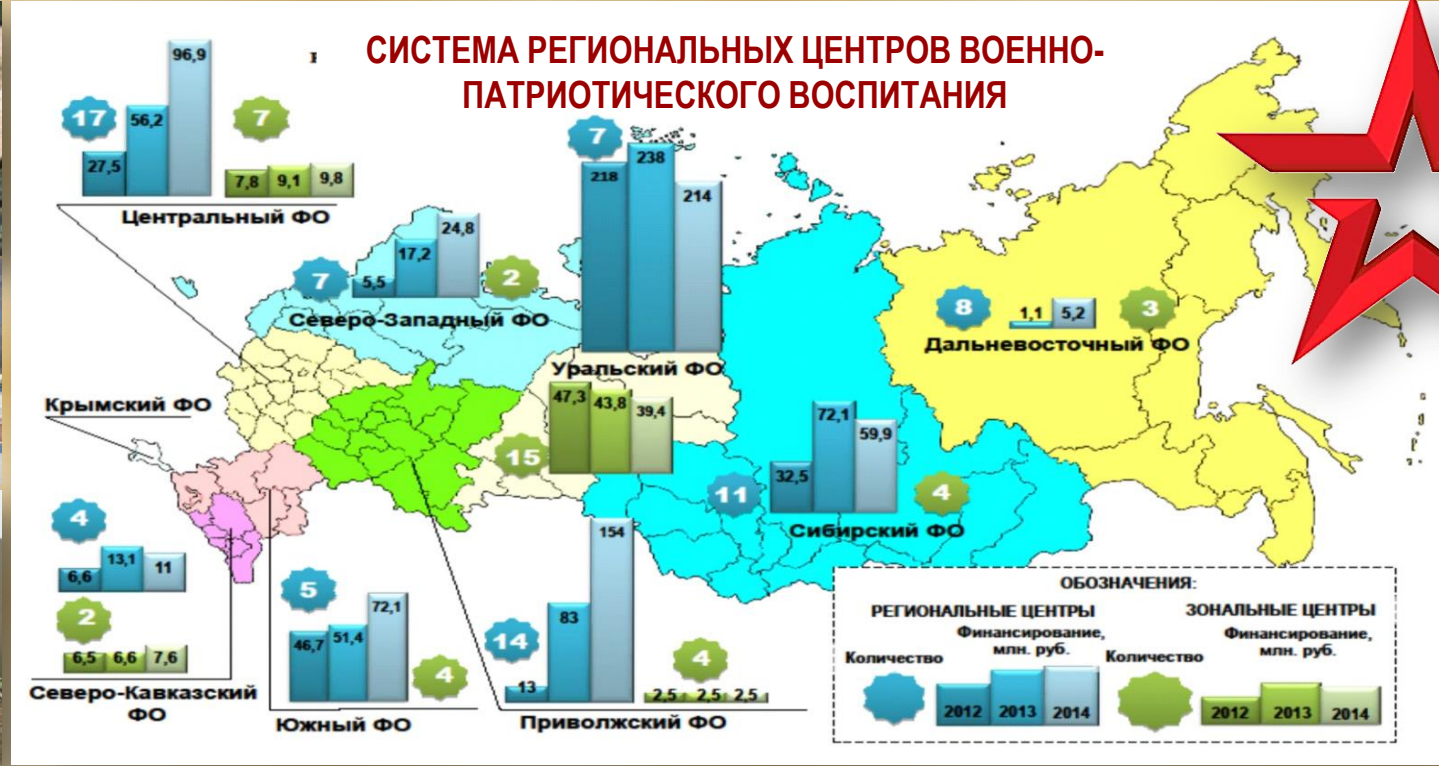 СИСТЕМА РЕГИОНАЛЬНЫХ ЦЕНТРОВ ВОЕННО-
ПАТРИОТИЧЕСКОГО ВОСПИТАНИЯ
17
27,5
56,2
96,9
7
7,8
9,1
9,8
Центральный ФО
7
5,5
17,2
24,8
2
Северо-Западный ФО
7
218
238
214
Уральский ФО
47,3
43,8
39,4
15
8
1,1
5,2
3
Дальневосточный ФО
Крымский ФО
11
32,5
72,1
59,9
4
Сибирский ФО
4
6,6
13,1
11
2
6,5
6,6
7,6
Северо-Кавказский
ФО
5
46,7
51,4
72,1
4
Южный ФО
14
13
83
154
4
2,5
2,5
2,5
Приволжский ФО
ОБОЗНАЧЕНИЯ:
РЕГИОНАЛЬНЫЕ ЦЕНТРЫ
Количество
Финансирование,
млн. руб.
2012
2013
2014
ЗОНАЛЬНЫЕ ЦЕНТРЫ
Количество
Финансирование,
млн. руб.
2012
2013
2014